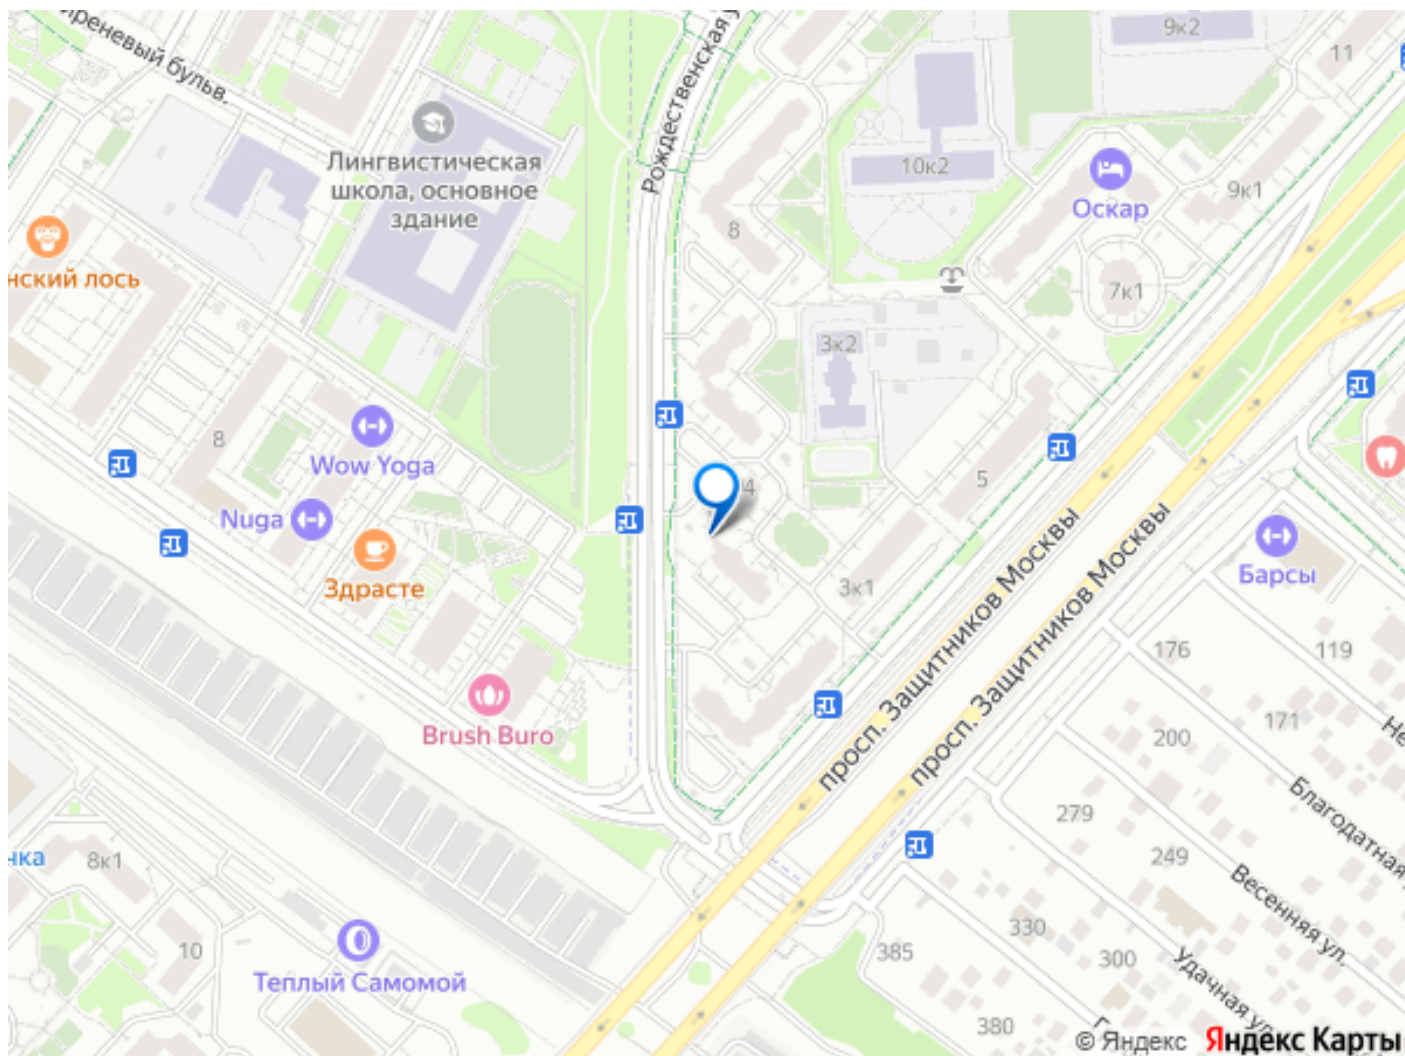 9к2
11
бульв.
Рождественская
Лингвистическая
школа, основное
здание
10к2
9к1
Оскар
8
нский лось
7к1
3к2
8
Wow Yoga
4
5
Nuga
Здрасте
3к1
Барсы
просп. Защитников Москвы
просп. Защитников Москвы
176
119
171
200
Brush Buro
279
Благодатная
249
8к1
Весенняя ул.
10
385
330
300
Теплый Самомой
Удачная ул.
380
© Яндекс Яндекс Карты